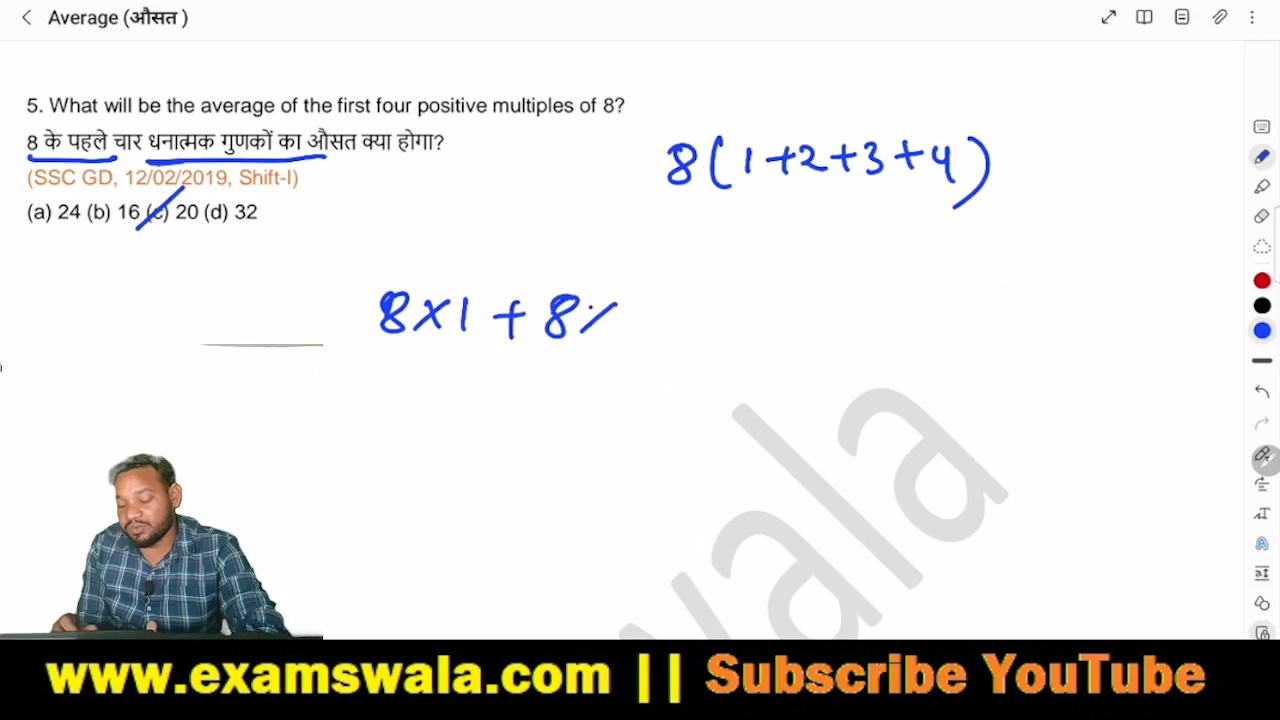 Average (औसत )
5. What will be the average of the first four positive multiples of 8?
8 के पहले चार धनात्मक गुणकों का औसत क्या होगा?
(SSC GD, 12/02/2019, Shift-I)
(a) 24 (b) 16 (c) 20 (d) 32
8(1+2+3+4)
8×1 + 8
wala
www.examswala.com || Subscribe YouTube